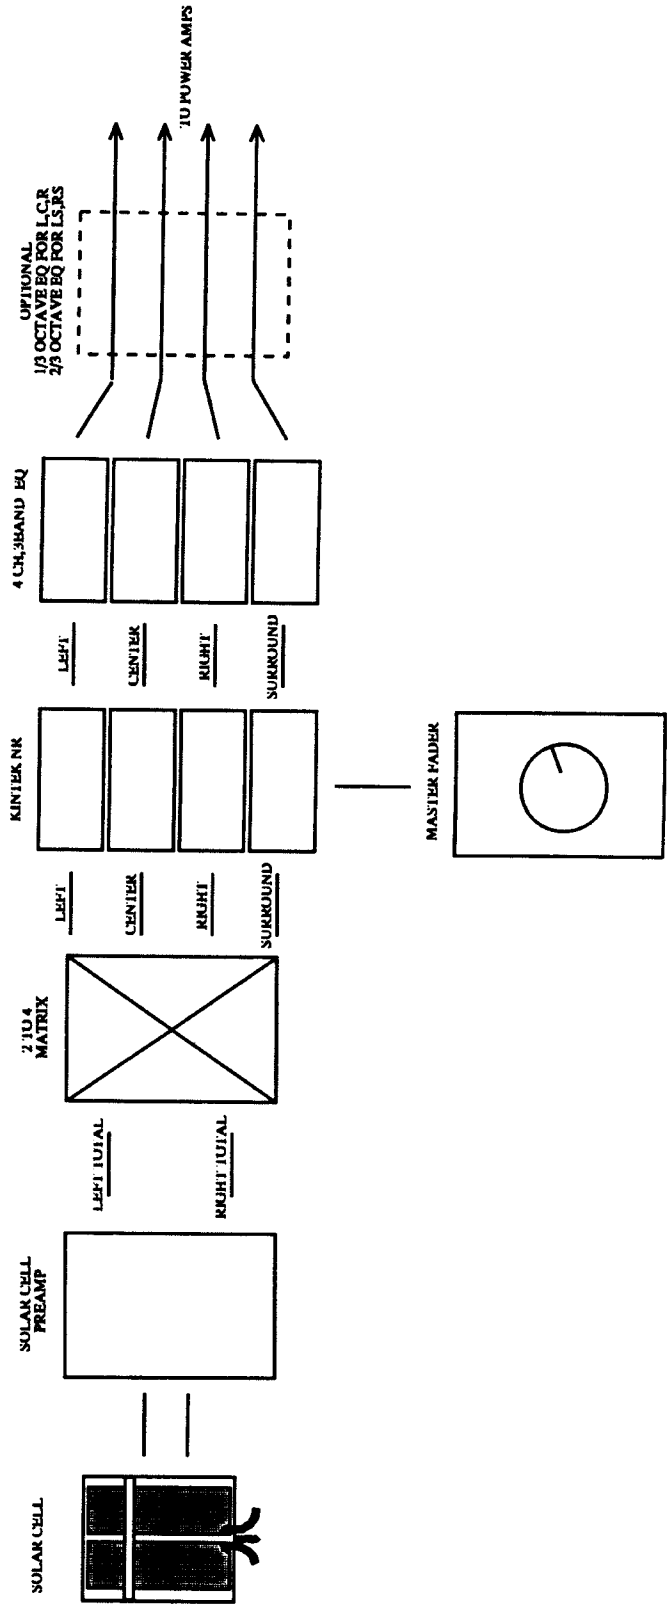 SOLAR CELL
SOLAR CELL
PREAMP
LEFT TOTAL
RIGHT TOTAL
2 TO 4
MATRIX
LEFT
CENTER
RIGHT
SURROUND
KINTEK NR
MASTER FADER
LEFT
CENTER
RIGHT
SURROUND
4 CH,3BAND EQ
OPTIONAL
1/3 OCTAVE EQ FOR L,C,R
2/3 OCTAVE EQ FOR LS,RS
TO POWER AMPS